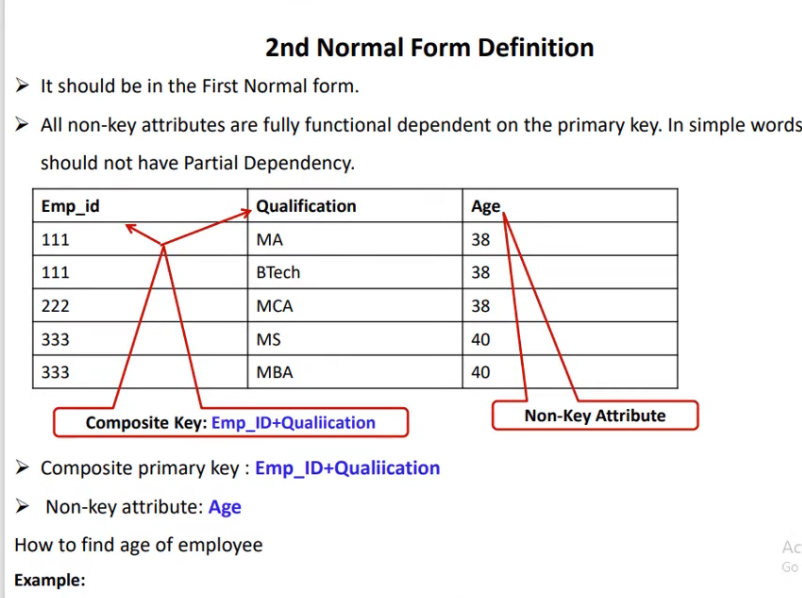 2nd Normal Form Definition
➢ It should be in the First Normal form.
➢ All non-key attributes are fully functional dependent on the primary key. In simple words
should not have Partial Dependency.
Emp_id Qualification Age
111 MA 38
111 BTech 38
222 MCA 38
333 MS 40
333 MBA 40
Composite Key: Emp_ID+Qualiication
Non-Key Attribute
➢ Composite primary key : Emp_ID+Qualiication
➢ Non-key attribute: Age
How to find age of employee
Ac
Go
Example: